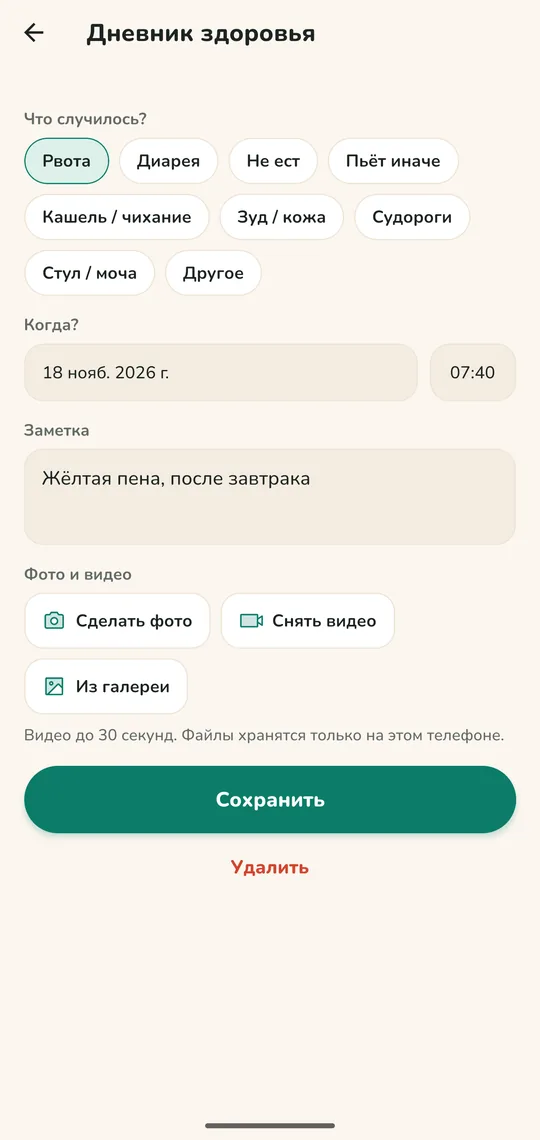 Дневник здоровья
Что случилось?
Рвота Диарея Не ест Пьёт иначе
Кашель / чихание Зуд / кожа Судороги
Стул / моча Другое
Когда?
18 нояб. 2026 г. 07:40
Заметка
Жёлтая пена, после завтрака
Фото и видео
Сделать фото Снять видео
Из галереи
Видео до 30 секунд. Файлы хранятся только на этом телефоне.
Сохранить
Удалить